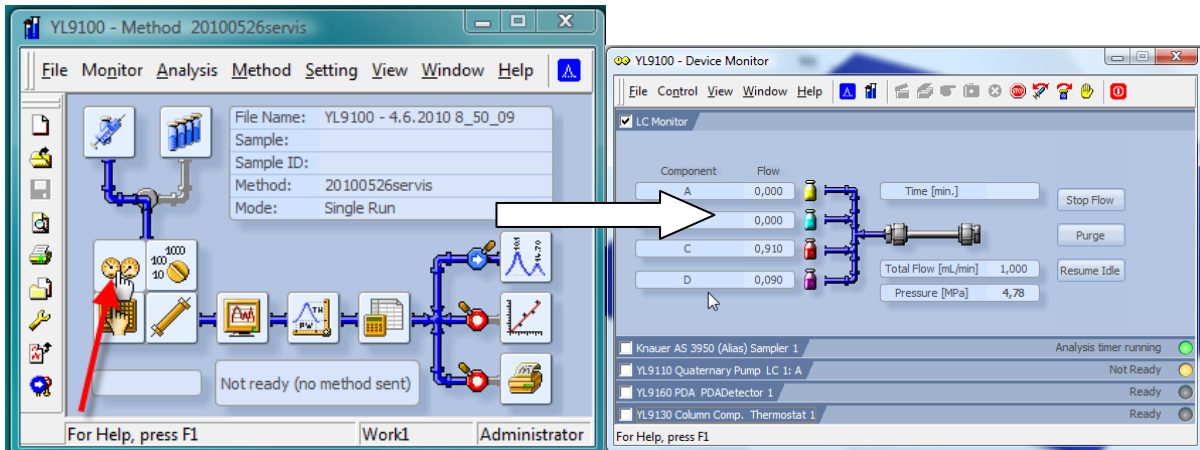 YL9100 - Method 20100526servis
File Monitor Analysis Method Setting View Window Help
File Name: YL9100 - 4.6.2010 8_50_09
Sample:
Sample ID:
Method: 20100526servis
Mode: Single Run
1000
100
10
Not ready (no method sent)
For Help, press F1 Work1 Administrator
YL9100 - Device Monitor
File Control View Window Help
LC Monitor
Component Flow
A 0,000
0,000
C 0,910
D 0,090
Time [min.]
Total Flow [mL/min] 1,000
Pressure [MPa] 4,78
Stop Flow
Purge
Resume Idle
Knauer AS 3950 (Alias) Sampler 1 Analysis timer running
YL9110 Quaternary Pump LC 1: A Not Ready
YL9160 PDA PDADetector 1 Ready
YL9130 Column Comp. Thermostat 1 Ready
For Help, press F1